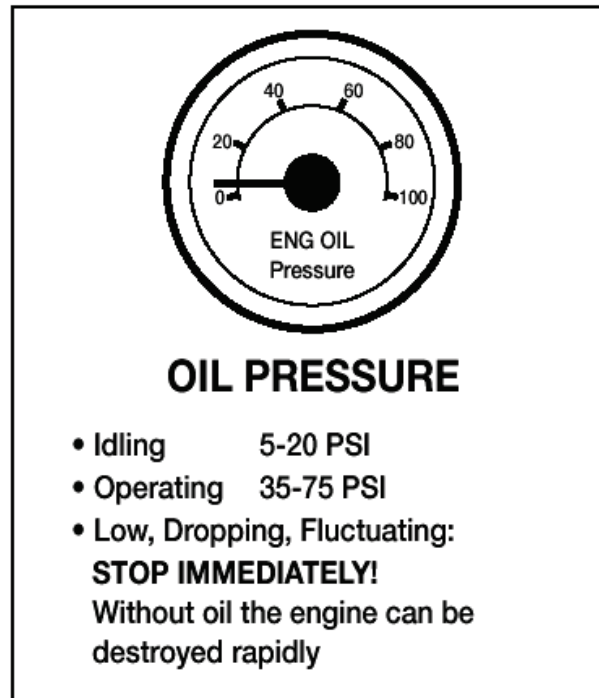 40 60
20 80
0 100
ENG OIL
Pressure
OIL PRESSURE
• Idling 5-20 PSI
• Operating 35-75 PSI
• Low, Dropping, Fluctuating:
STOP IMMEDIATELY!
Without oil the engine can be
destroyed rapidly